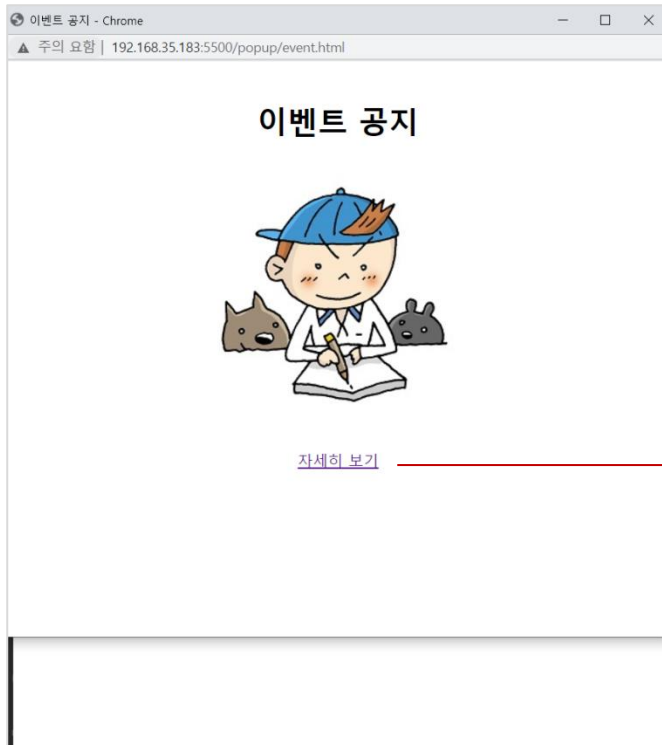 이벤트 공지 - Chrome
주의 요함 | 192.168.35.183:5500/popup/event.html
이벤트 공지
자세히 보기